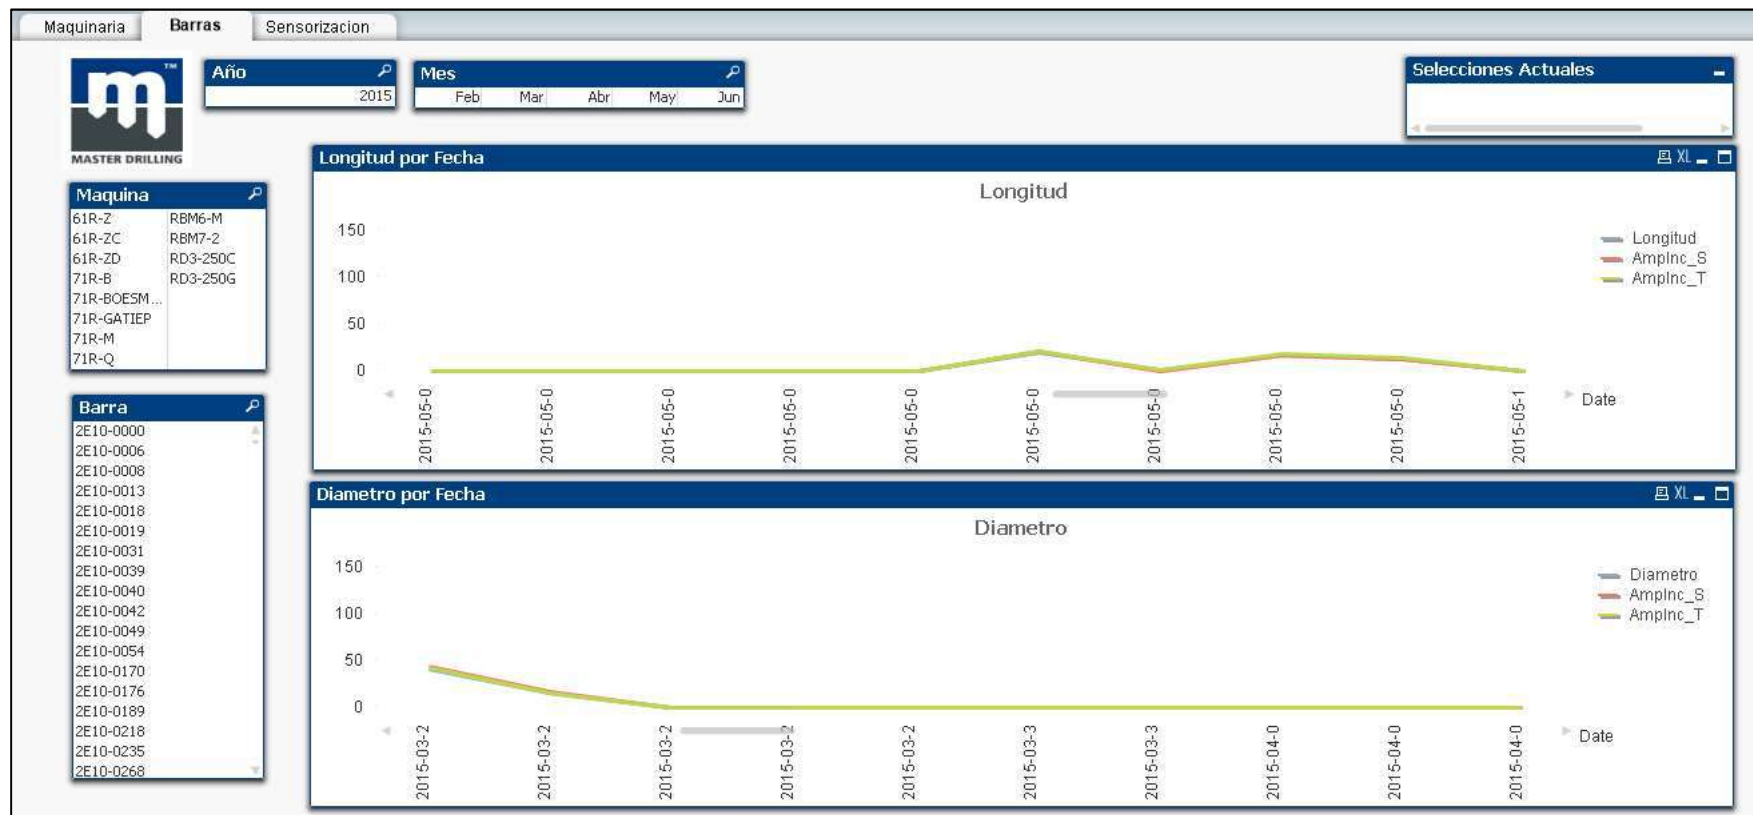 Maquinaria Barras Sensorizacion
TM
MASTER DRILLING
Año
2015
Mes
Feb Mar Abr May Jun
Selecciones Actuales
Maquina
61R-Z RBM6-M
61R-ZC RBM7-2
61R-ZD RD3-250C
71R-B RD3-250G
71R-BOESM...
71R-GATIEP
71R-M
71R-Q
Barra
2E10-0000
2E10-0006
2E10-0008
2E10-0013
2E10-0018
2E10-0019
2E10-0031
2E10-0039
2E10-0040
2E10-0042
2E10-0049
2E10-0054
2E10-0170
2E10-0176
2E10-0189
2E10-0218
2E10-0235
2E10-0268
Longitud por Fecha XL
Longitud
150
100
50
0
Longitud
AmpInc_S
AmpInc_T
2015-05-0
2015-05-0
2015-05-0
2015-05-0
2015-05-0
2015-05-0
2015-05-0
2015-05-0
2015-05-0
2015-05-1
Date
Diametro por Fecha XL
Diametro
150
100
50
0
Diametro
AmpInc_S
AmpInc_T
2015-03-2
2015-03-2
2015-03-2
2015-03-2
2015-03-2
2015-03-3
2015-03-3
2015-04-0
2015-04-0
2015-04-0
Date